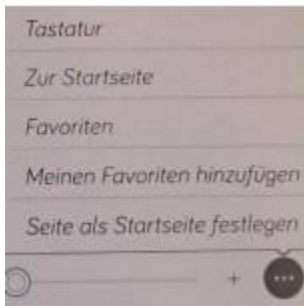 Tastatur
Zur Startseite
Favoriten
Meinen Favoriten hinzufügen
Seite als Startseite festlegen
+ ...